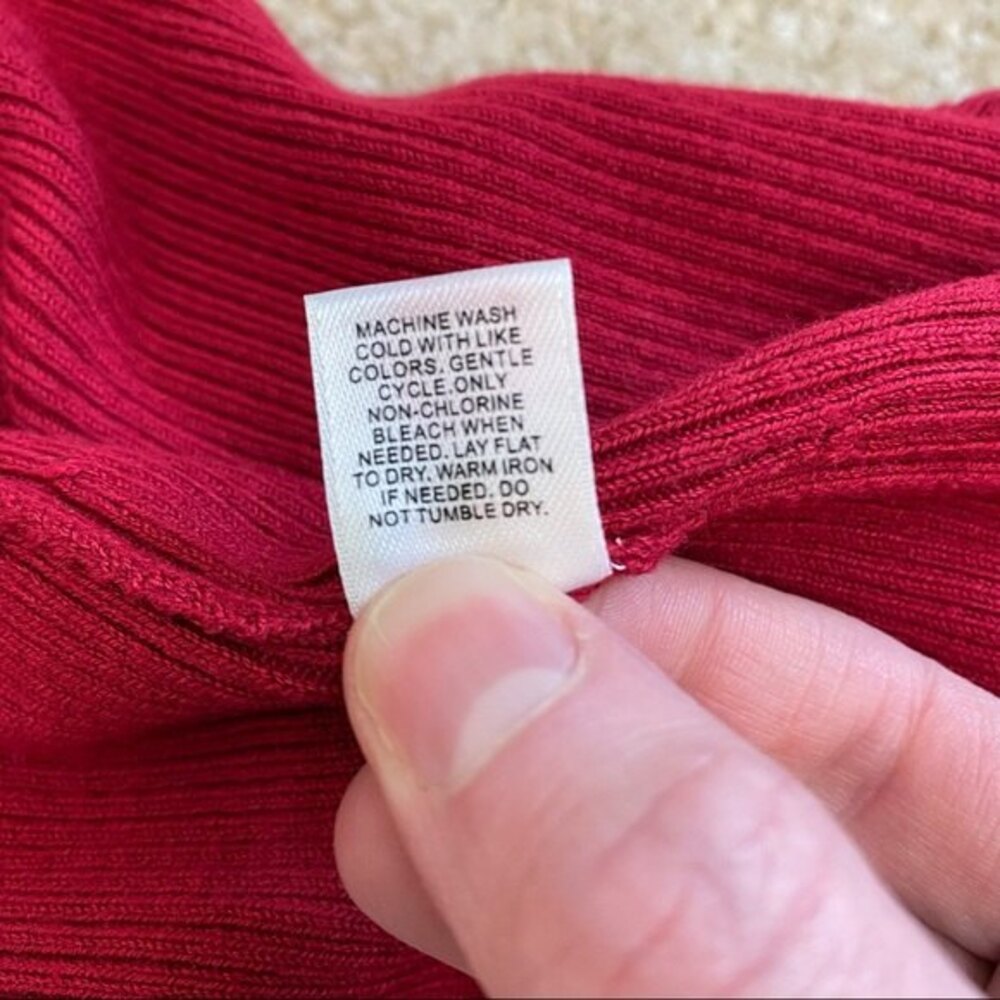 MACHINE WASH
COLD WITH LIKE
COLORS. GENTLE
CYCLE.ONLY
NON-CHLORINE
BLEACH WHEN
NEEDED. LAY FLAT
TO DRY. WARM IRON
IF NEEDED. DO
NOT TUMBLE DRY.